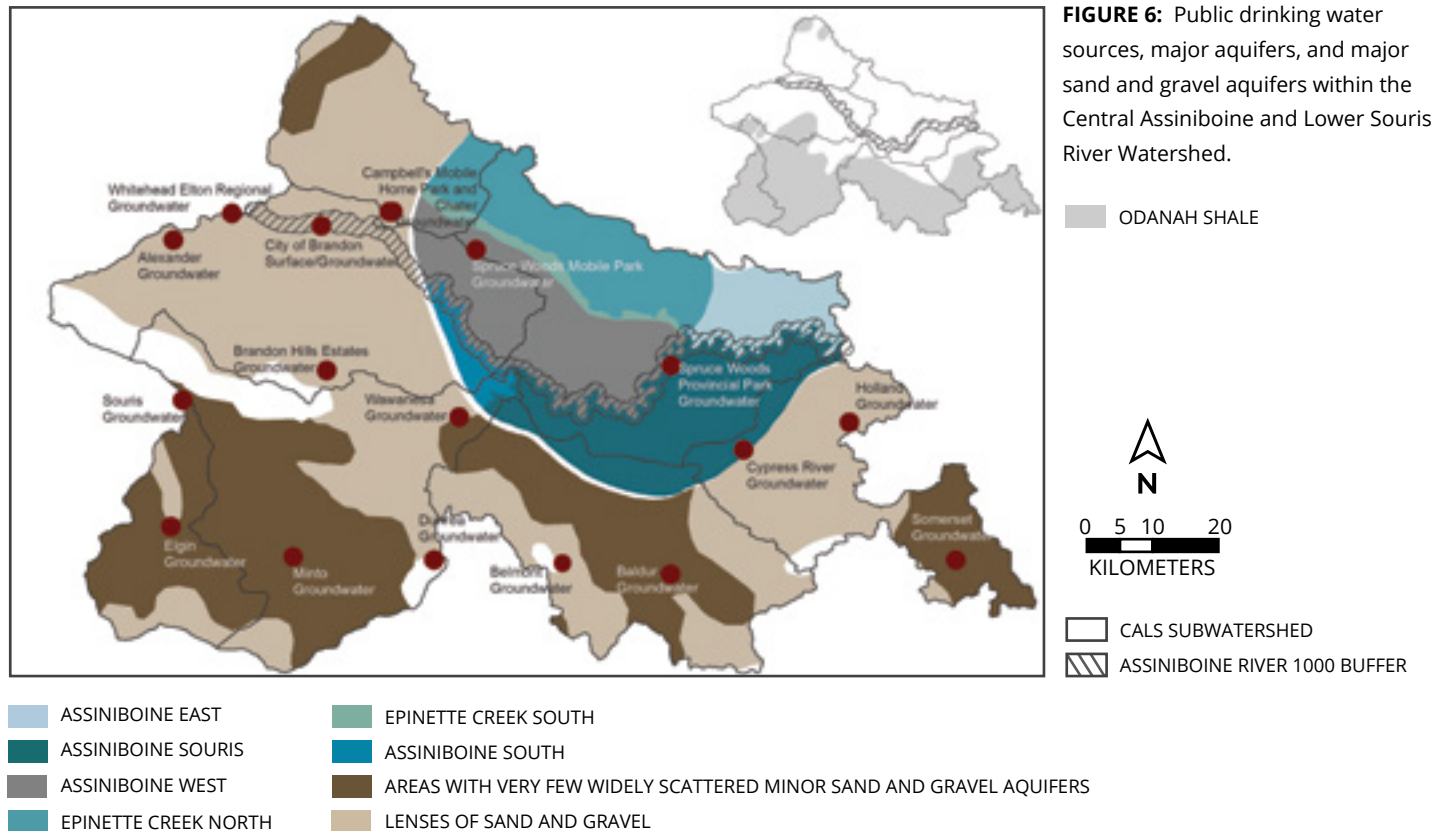 FIGURE 6: Public drinking water
sources, major aquifers, and major
sand and gravel aquifers within the
Central Assiniboine and Lower Souris
River Watershed.
ODANAH SHALE
Campbell's Mobile
Home Park and
Chater
Groundwater
Whitehead Elton Regional
Groundwater
City of Brandon
Surface/Groundwater
Alexander
Groundwater
Spruce Woods Mobile Park
Groundwater
Brandon Hills Estates
Groundwater
Spruce Woods
Provincial Park
Groundwater
Souris
Groundwater
Wawanesa
Groundwater
Holland
Groundwater
Cypress River
Groundwater
Elgin
Groundwater
Minto
Groundwater
Dunrea
Groundwater
Belmont
Groundwater
Baldur
Groundwater
Somerset
Groundwater
N
0 5 10 20
KILOMETERS
CALS SUBWATERSHED
ASSINIBOINE RIVER 1000 BUFFER
ASSINIBOINE EAST
ASSINIBOINE SOURIS
ASSINIBOINE WEST
EPINETTE CREEK NORTH
EPINETTE CREEK SOUTH
ASSINIBOINE SOUTH
AREAS WITH VERY FEW WIDELY SCATTERED MINOR SAND AND GRAVEL AQUIFERS
LENSES OF SAND AND GRAVEL